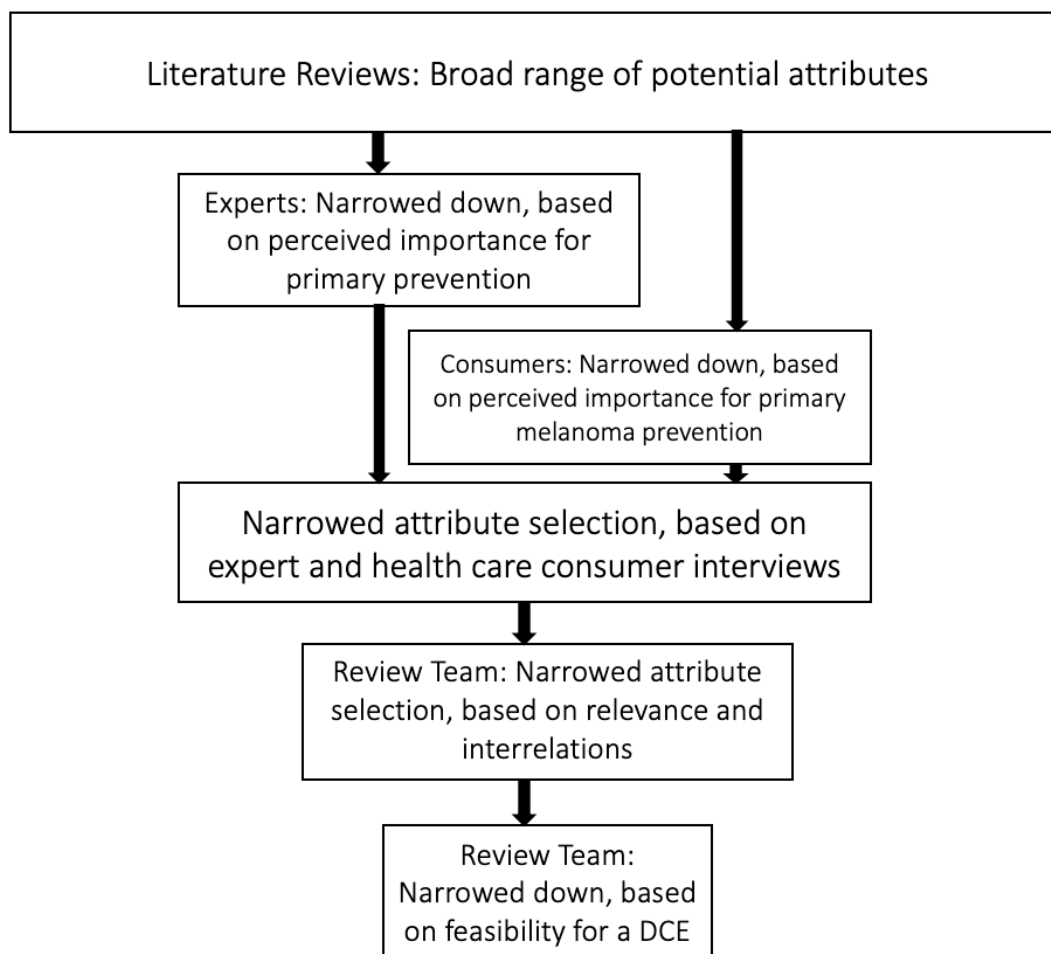 Literature Reviews: Broad range of potential attributes
Experts: Narrowed down, based
on perceived importance for
primary prevention
Consumers: Narrowed down, based
on perceived importance for primary
melanoma prevention
Narrowed attribute selection, based on
expert and health care consumer interviews
Review Team: Narrowed attribute
selection, based on relevance and
interrelations
Review Team:
Narrowed down, based
on feasibility for a DCE